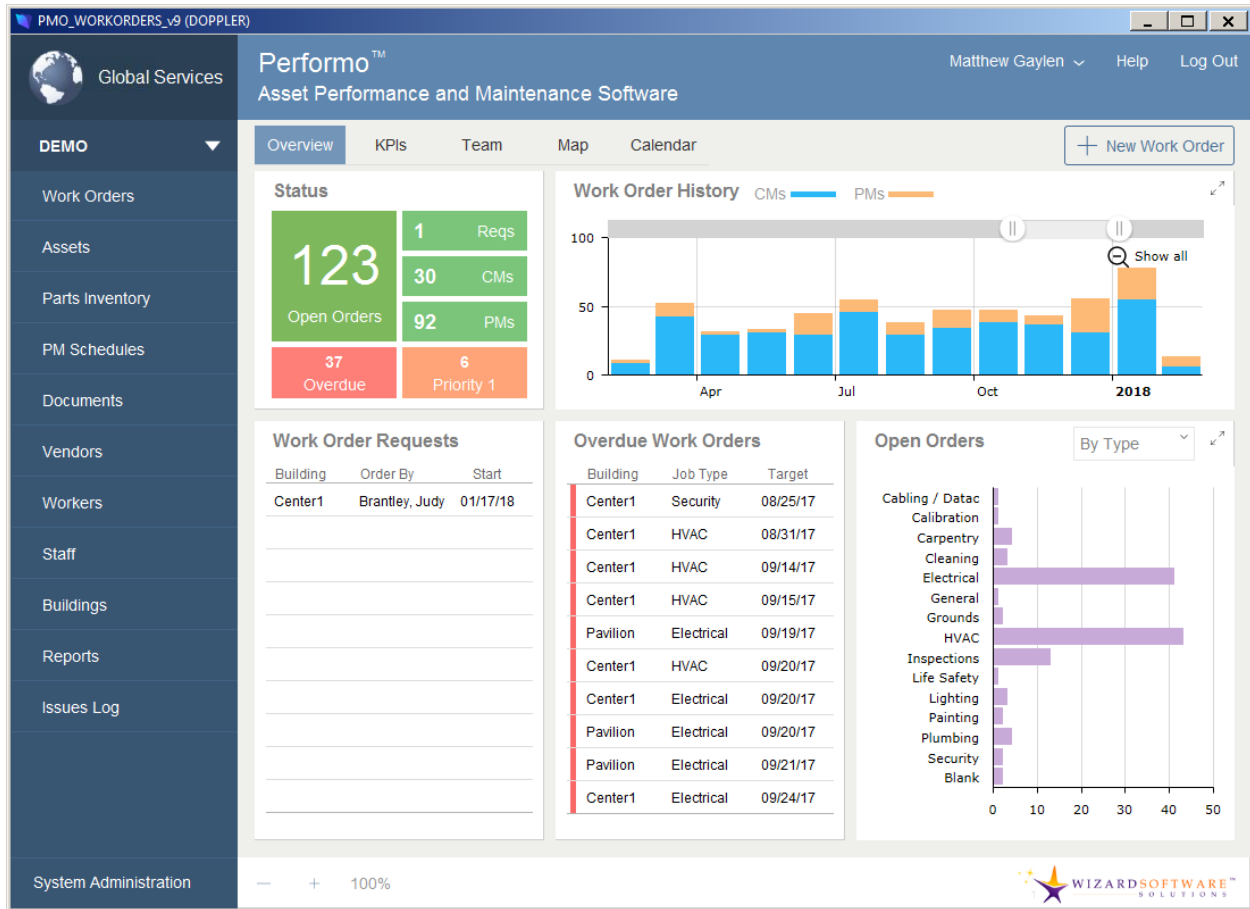 PMO_WORKORDERS_v9 (DOPPLER)
Global Services
Performo™
Asset Performance and Maintenance Software
Matthew Gaylen
Help
Log Out
DEMO
Work Orders
Assets
Parts Inventory
PM Schedules
Documents
Vendors
Workers
Staff
Buildings
Reports
Issues Log
System Administration
Overview KPIs Team Map Calendar
New Work Order
Status
123
Open Orders
1 Reqs
30 CMs
92 PMs
37
Overdue
6
Priority 1
Work Order History CMs PMs
Show all
100
50
0
Apr Jul Oct 2018
Work Order Requests
Building Order By Start
Center1 Brantley, Judy 01/17/18
Overdue Work Orders
Building Job Type Target
Center1 Security 08/25/17
Center1 HVAC 08/31/17
Center1 HVAC 09/14/17
Center1 HVAC 09/15/17
Pavilion Electrical 09/19/17
Center1 HVAC 09/20/17
Center1 Electrical 09/20/17
Pavilion Electrical 09/20/17
Pavilion Electrical 09/21/17
Center1 Electrical 09/24/17
Open Orders
By Type
Cabling / Datac
Calibration
Carpentry
Cleaning
Electrical
General
Grounds
HVAC
Inspections
Life Safety
Lighting
Painting
Plumbing
Security
Blank
0 10 20 30 40 50
100%
WIZARDSOFTWARE™
SOLUTIONS